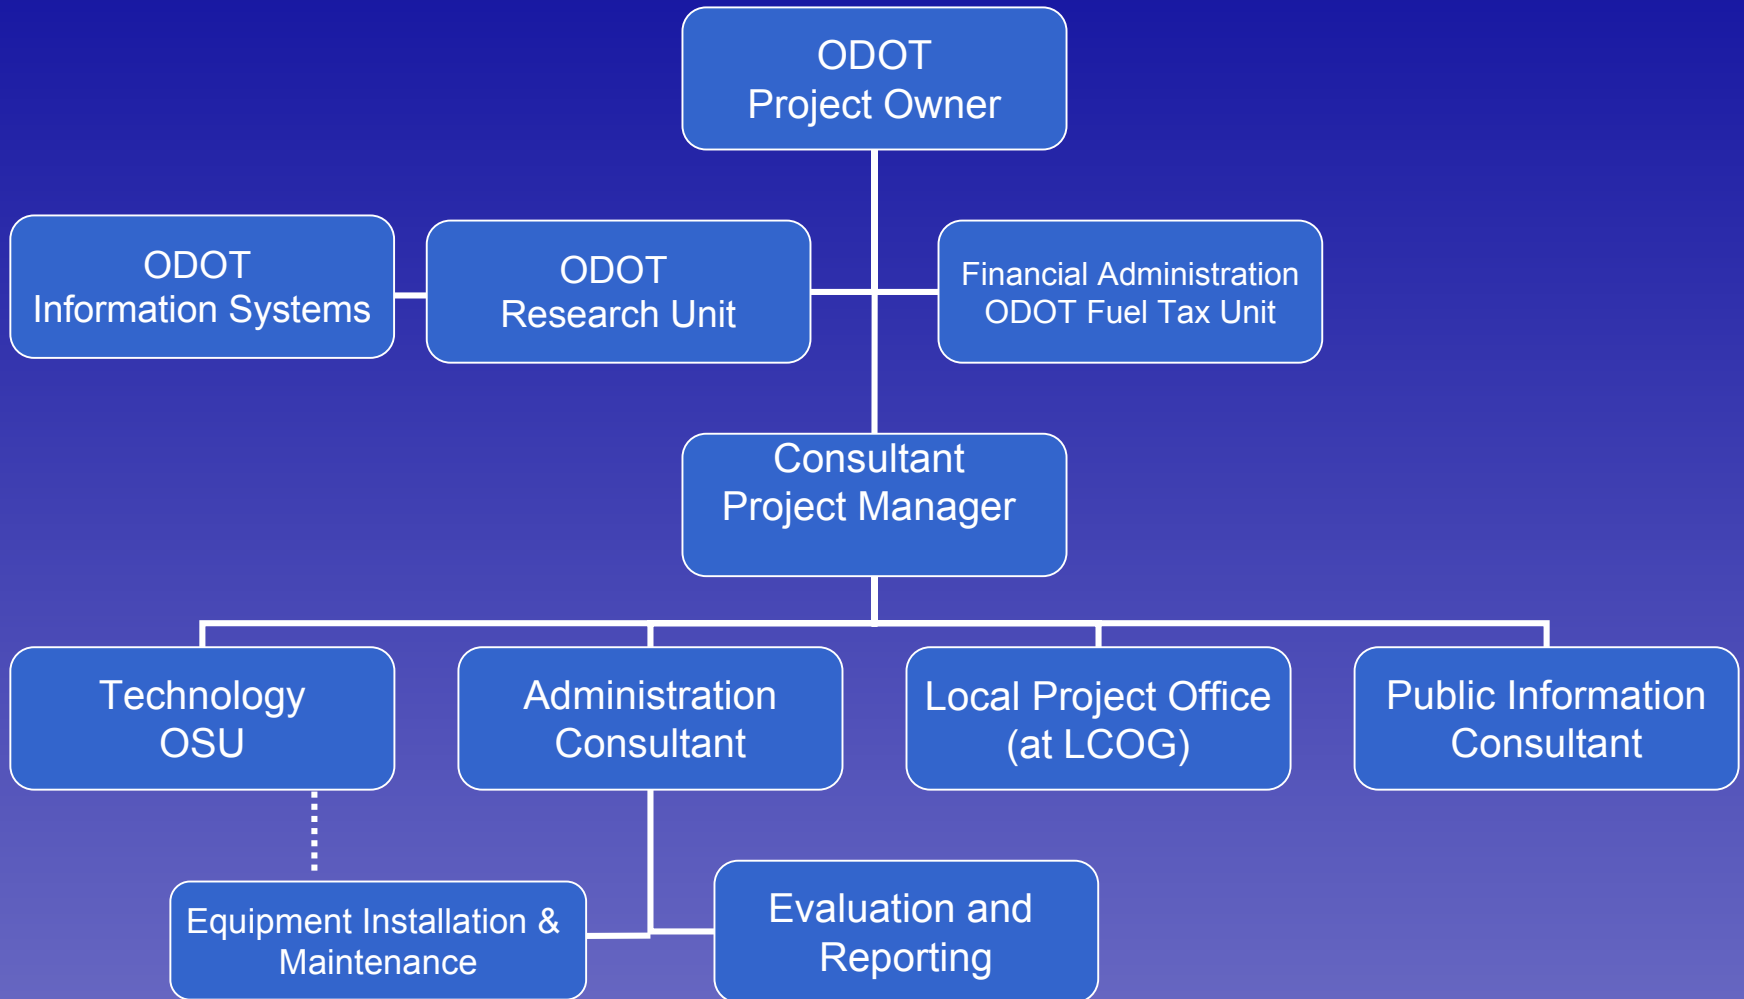 ODOT
Project Owner
ODOT
Information Systems
ODOT
Research Unit
Financial Administration
ODOT Fuel Tax Unit
Consultant
Project Manager
Technology
OSU
Administration
Consultant
Local Project Office
(at LCOG)
Public Information
Consultant
Equipment Installation &
Maintenance
Evaluation and
Reporting